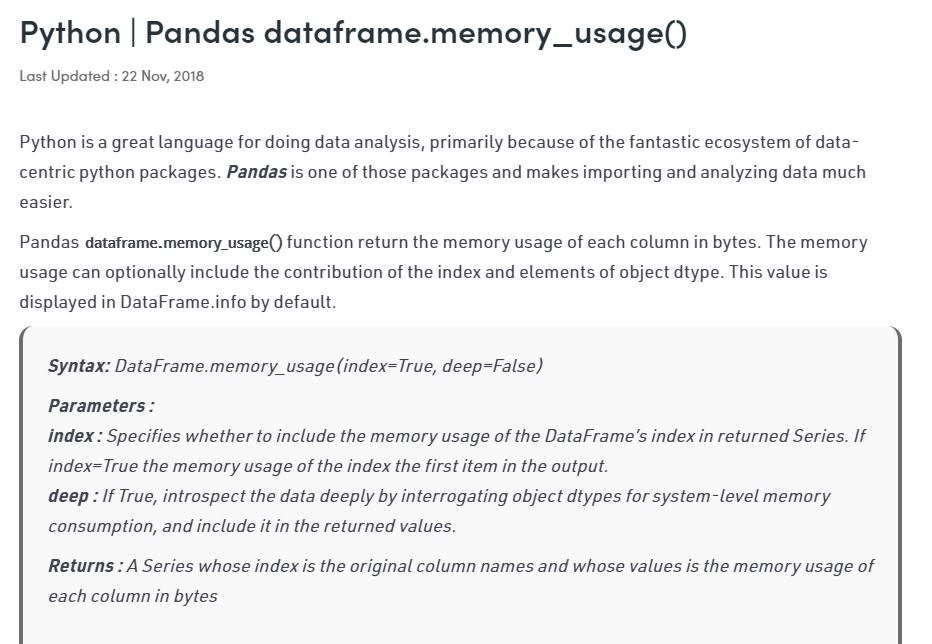 Python | Pandas dataframe.memory_usage()
Last Updated : 22 Nov, 2018
Python is a great language for doing data analysis, primarily because of the fantastic ecosystem of data-
centric python packages. Pandas is one of those packages and makes importing and analyzing data much
easier.
Pandas dataframe.memory_usage() function return the memory usage of each column in bytes. The memory
usage can optionally include the contribution of the index and elements of object dtype. This value is
displayed in DataFrame.info by default.
Syntax: DataFrame.memory_usage(index=True, deep=False)
Parameters :
index : Specifies whether to include the memory usage of the DataFrame’s index in returned Series. If
index=True the memory usage of the index the first item in the output.
deep : If True, introspect the data deeply by interrogating object dtypes for system-level memory
consumption, and include it in the returned values.
Returns : A Series whose index is the original column names and whose values is the memory usage of
each column in bytes